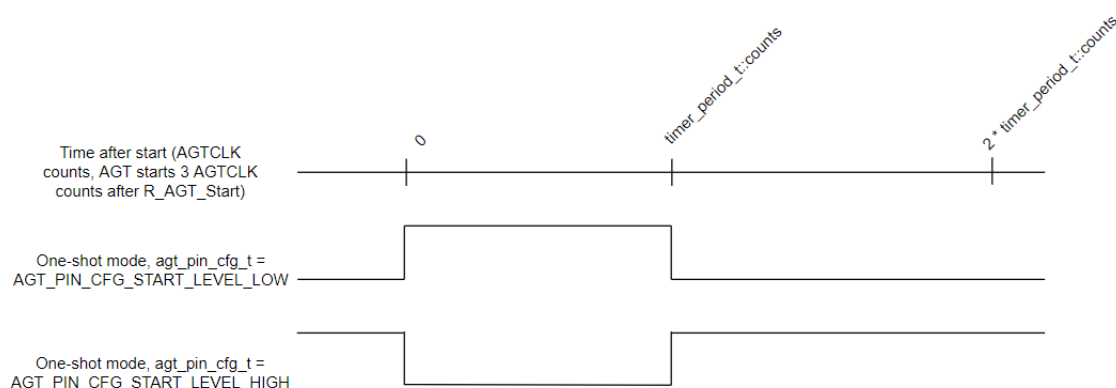 0
timer_period_t::counts
2 * timer_period_t::counts
Time after start (AGTCLK
counts, AGT starts 3 AGTCLK
counts after R_AGT_Start)
One-shot mode, agt_pin_cfg_t =
AGT_PIN_CFG_START_LEVEL_LOW
One-shot mode, agt_pin_cfg_t =
AGT_PIN_CFG_START_LEVEL_HIGH